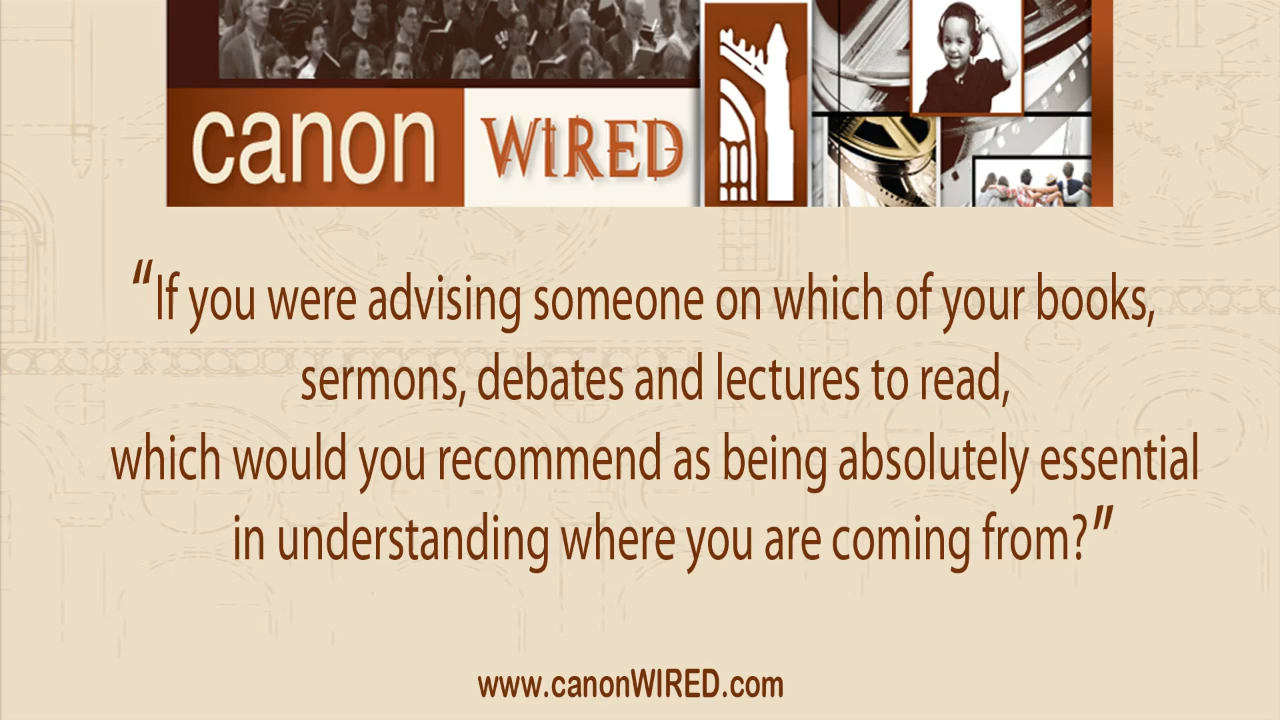 canon WIRED
“If you were advising someone on which of your books,
sermons, debates and lectures to read,
which would you recommend as being absolutely essential
in understanding where you are coming from?”
www.canonWIRED.com